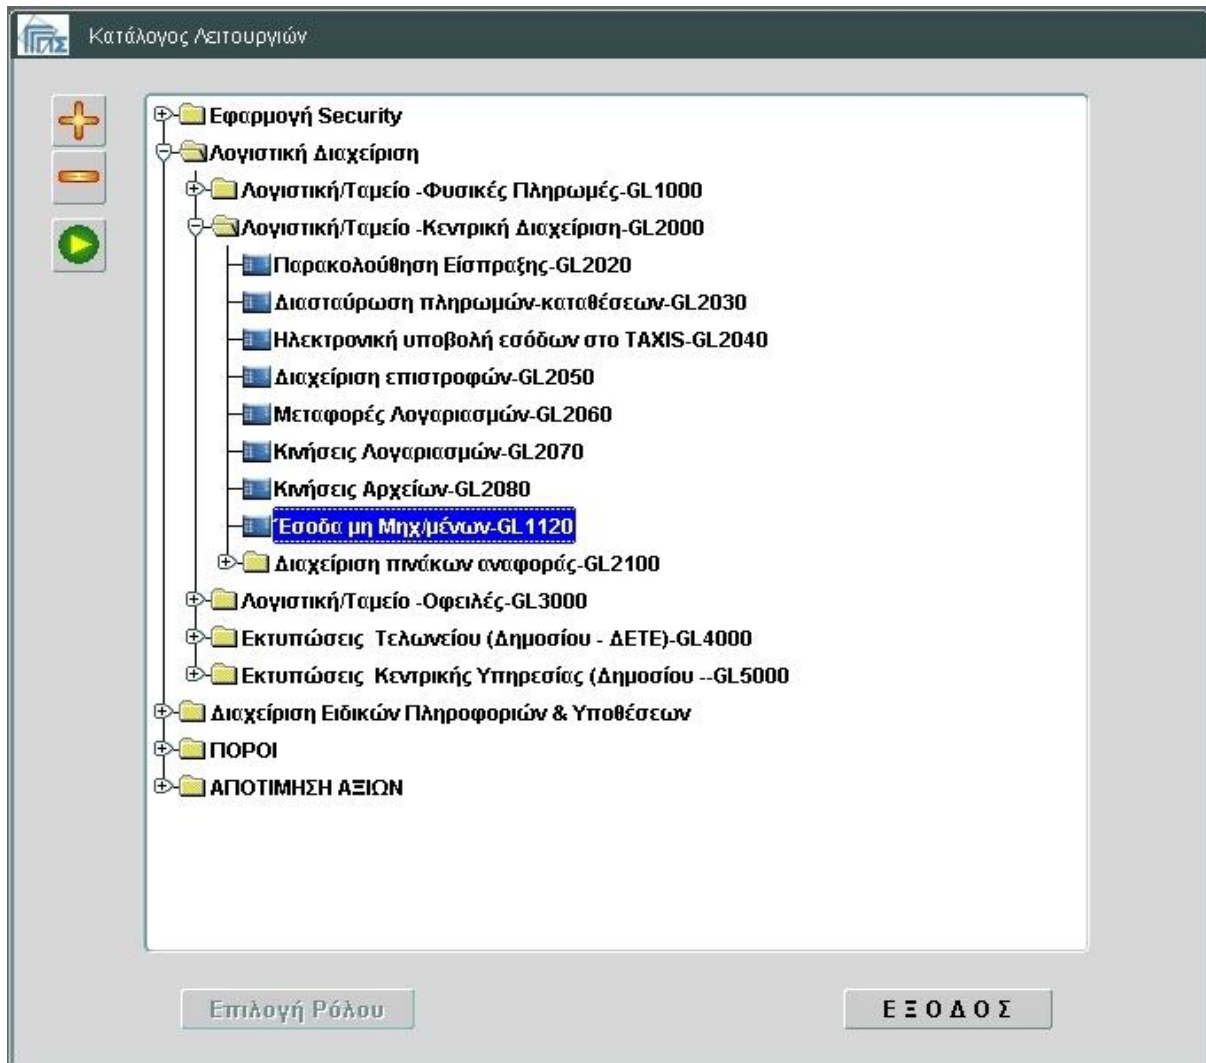 Κατάλογος Λειτουργιών
Εφαρμογή Security
Λογιστική Διαχείριση
Λογιστική/Ταμείο -Φυσικές Πληρωμές-GL1000
Λογιστική/Ταμείο -Κεντρική Διαχείριση-GL2000
Παρακολούθηση Είσπραξης-GL2020
Διασταύρωση πληρωμών-καταθέσεων-GL2030
Ηλεκτρονική υποβολή εσόδων στο TAXIS-GL2040
Διαχείριση επιστροφών-GL2050
Μεταφορές Λογαριασμών-GL2060
Κινήσεις Λογαριασμών-GL2070
Κινήσεις Αρχείων-GL2080
Έσοδα μη Μηχ/μένων-GL1120
Διαχείριση πινάκων αναφοράς-GL2100
Λογιστική/Ταμείο -Οφειλές-GL3000
Εκτυπώσεις Τελωνείου (Δημοσίου - ΔΕΤΕ)-GL4000
Εκτυπώσεις Κεντρικής Υπηρεσίας (Δημοσίου --GL5000
Διαχείριση Ειδικών Πληροφοριών & Υποθέσεων
ΠΟΡΟΙ
ΑΠΟΤΙΜΗΣΗ ΑΞΙΩΝ
Επιλογή Ρόλου
Ε Ξ Ο Δ Ο Σ